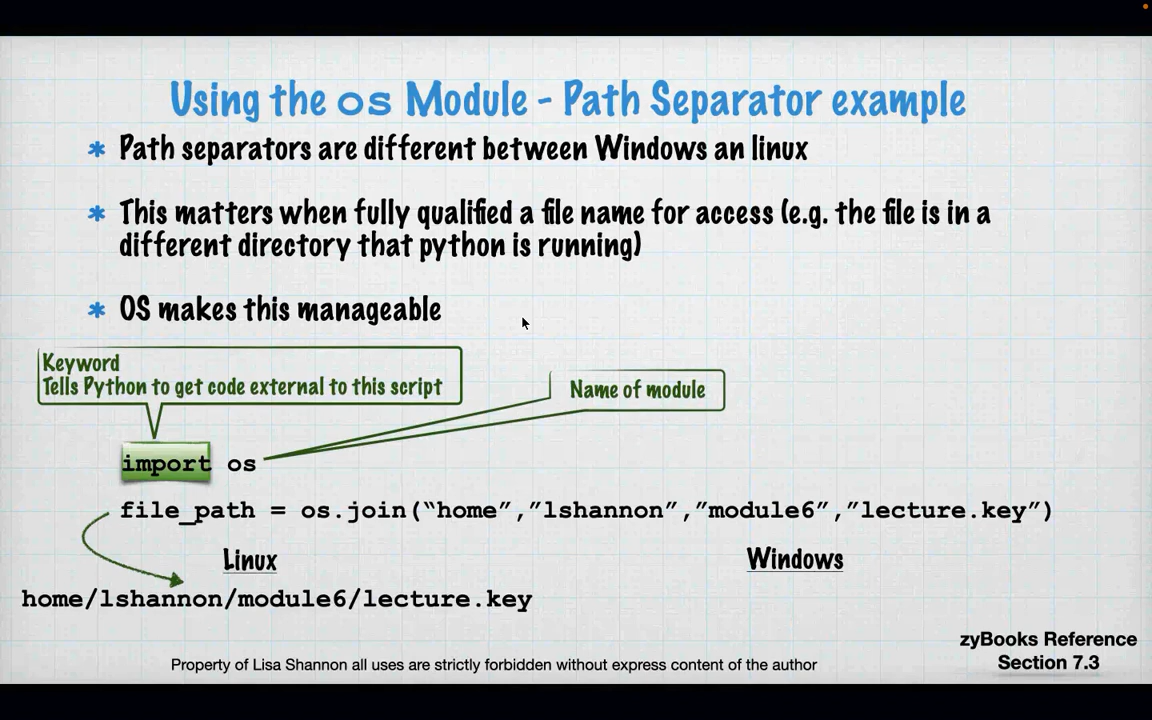 Using the os Module - Path Separator example
* Path separators are different between Windows an linux
* This matters when fully qualified a file name for access (e.g. the file is in a
different directory that python is running)
* OS makes this manageable
Keyword
Tells Python to get code external to this script
Name of module
import os
file_path = os.join(“home”,”lshannon”,”module6”,”lecture.key”)
Linux
Windows
home/lshannon/module6/lecture.key
zyBooks Reference
Section 7.3
Property of Lisa Shannon all uses are strictly forbidden without express content of the author